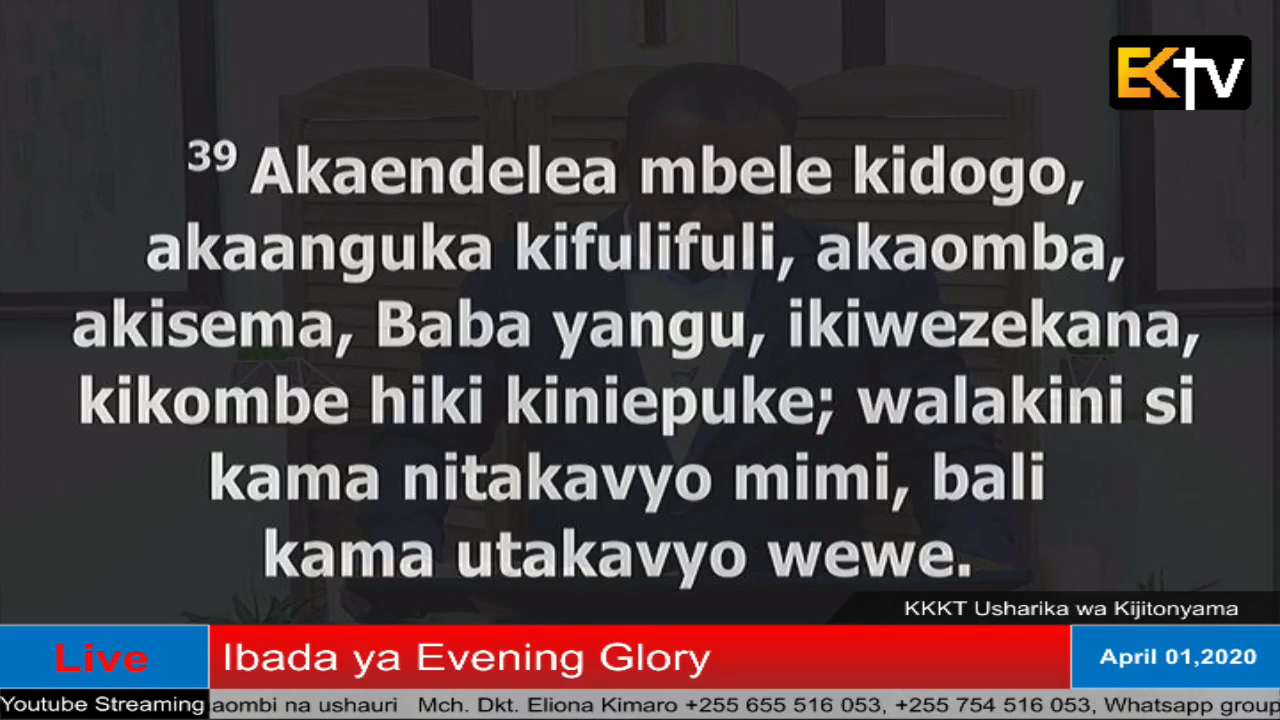 EKTV
39 Akaendelea mbele kidogo,
akaanguka kifulifuli, akaomba,
akisema, Baba yangu, ikiwezekana,
kikombe hiki kiniepuke; walakini si
kama nitakavyo mimi, bali
kama utakavyo wewe.
KKKT Usharika wa Kijitonyama
Live
Ibada ya Evening Glory
April 01,2020
Youtube Streaming
aombi na ushauri Mch. Dkt. Eliona Kimaro +255 655 516 053, +255 754 516 053, Whatsapp group